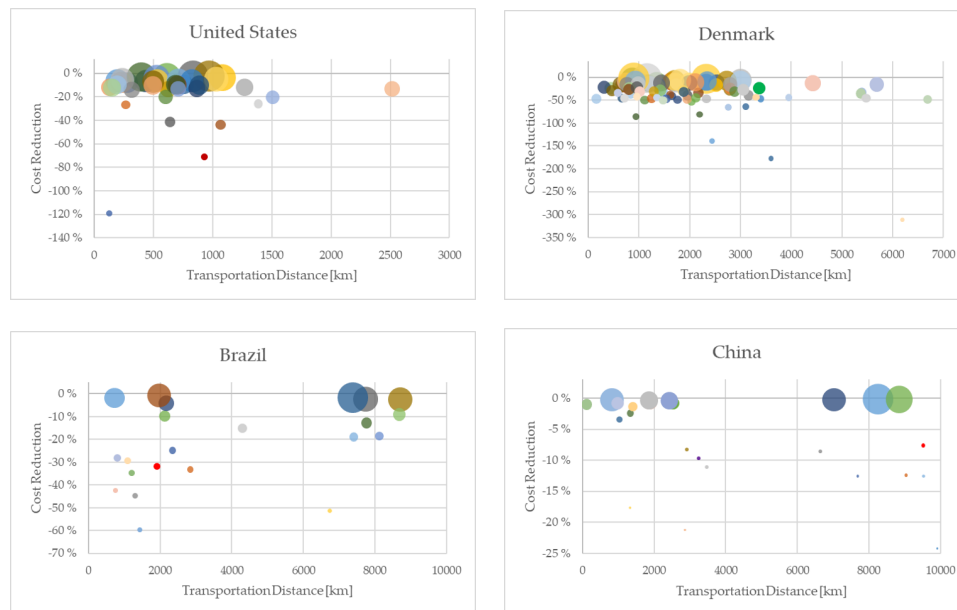 United States
0 %
-20 %
-40 %
-60 %
-80 %
-100 %
-120 %
-140 %
Cost Reduction
0 500 1000 1500 2000 2500 3000
Transportation Distance [km]
Denmark
0 %
-50 %
-100 %
-150 %
-200 %
-250 %
-300 %
-350 %
Cost Reduction
0 1000 2000 3000 4000 5000 6000 7000
Transportation Distance [km]
Brazil
0 %
-10 %
-20 %
-30 %
-40 %
-50 %
-60 %
-70 %
Cost Reduction
0 2000 4000 6000 8000 10000
Transportation Distance [km]
China
0 %
-5 %
-10 %
-15 %
-20 %
-25 %
Cost Reduction
0 2000 4000 6000 8000 10000
Transportation Distance [km]